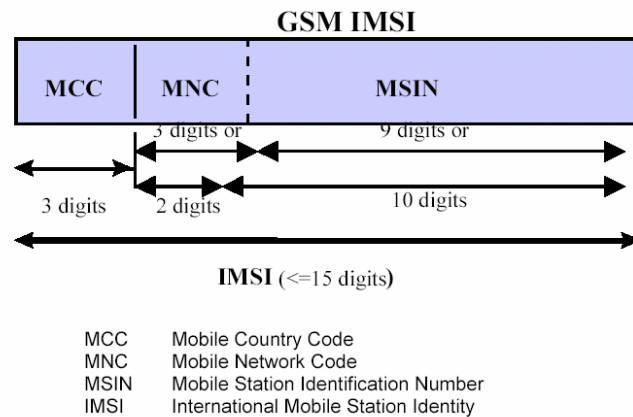 GSM IMSI
MCC MNC MSIN
3 digits or 9 digits or
3 digits 2 digits 10 digits
IMSI (<=15 digits)
MCC Mobile Country Code
MNC Mobile Network Code
MSIN Mobile Station Identification Number
IMSI International Mobile Station Identity